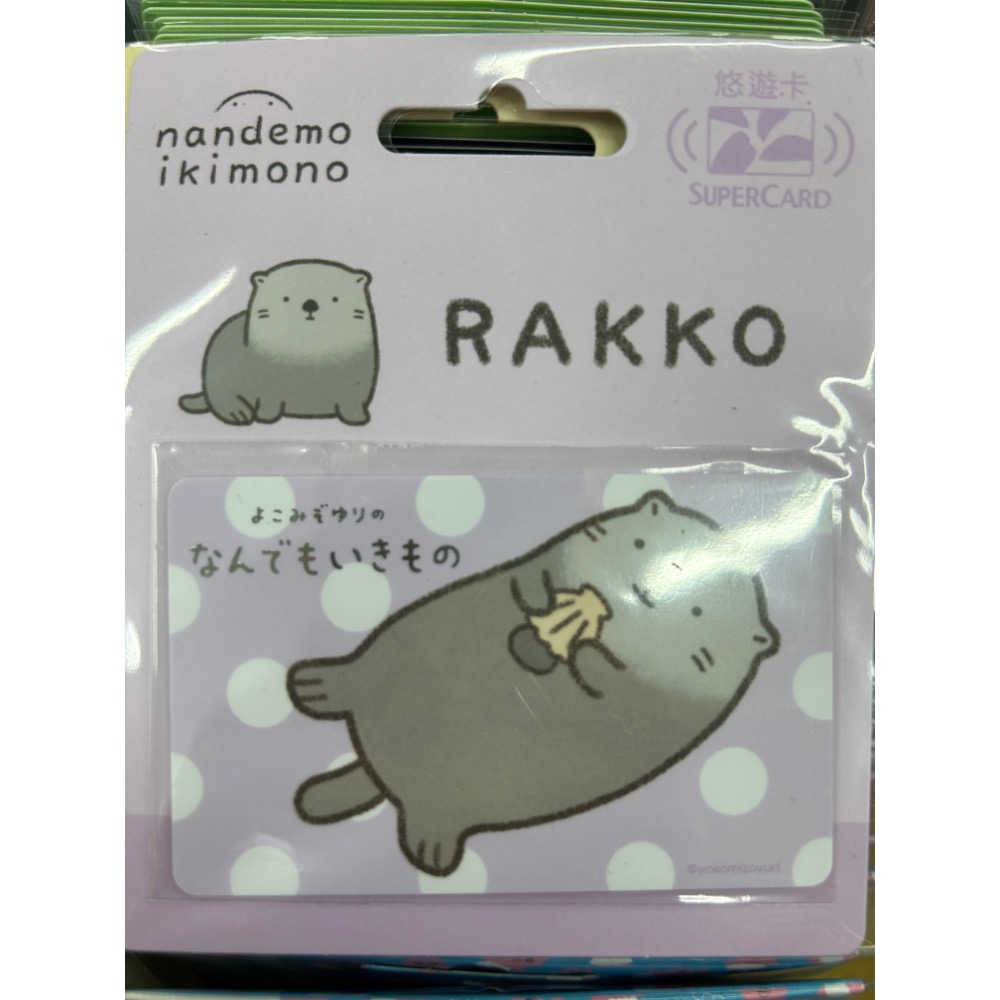 nandemo
ikimono
悠遊卡
SUPERCARD
RAKKO
よこみぞゆりの
なんでもいきもの
©yokomizoyuri